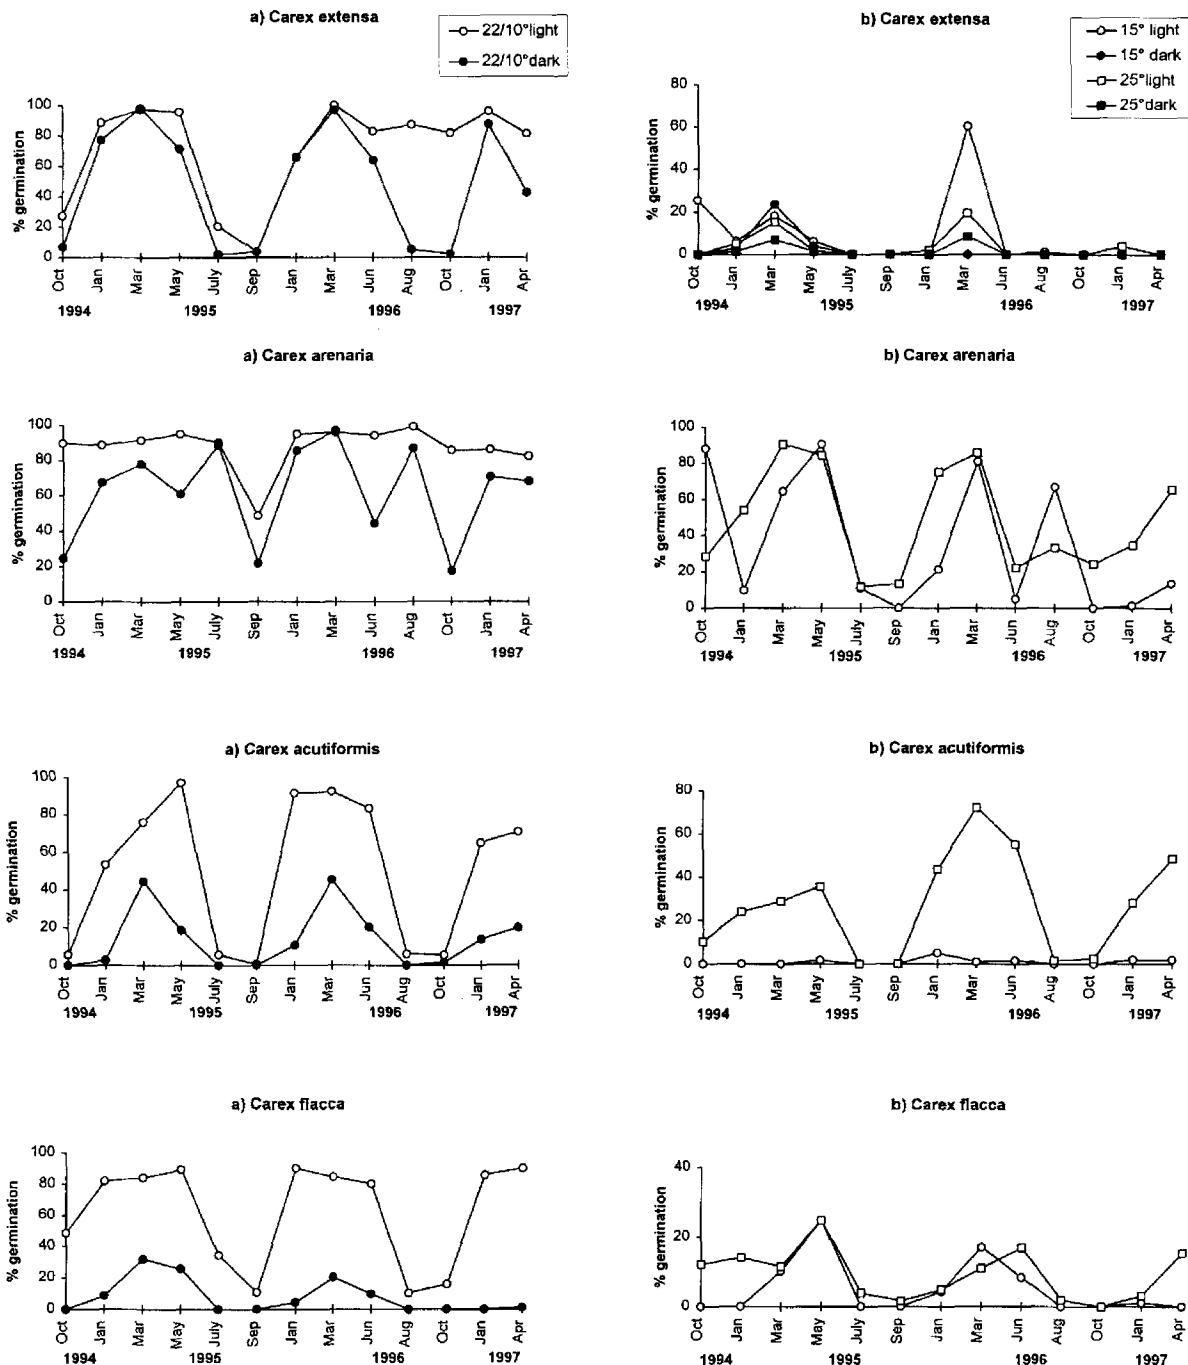 a) Carex extensa
22/10°light
22/10°dark
% germination
100
80
60
40
20
0
Oct Jan Mar May July Sep Jan Mar Jun Aug Oct Jan Apr
1994 1995 1996 1997
b) Carex extensa
15° light
15° dark
25°light
25°dark
% germination
80
60
40
20
0
Oct Jan Mar May July Sep Jan Mar Jun Aug Oct Jan Apr
1994 1995 1996 1997
a) Carex arenaria
% germination
100
80
60
40
20
0
Oct Jan Mar May July Sep Jan Mar Jun Aug Oct Jan Apr
1994 1995 1996 1997
b) Carex arenaria
% germination
100
80
60
40
20
0
Oct Jan Mar May July Sep Jan Mar Jun Aug Oct Jan Apr
1994 1995 1996 1997
a) Carex acutiformis
% germination
100
80
60
40
20
0
Oct Jan Mar May July Sep Jan Mar Jun Aug Oct Jan Apr
1994 1995 1996 1997
b) Carex acutiformis
% germination
80
60
40
20
0
Oct Jan Mar May July Sep Jan Mar Jun Aug Oct Jan Apr
1994 1995 1996 1997
a) Carex flacca
% germination
100
80
60
40
20
0
Oct Jan Mar May July Sep Jan Mar Jun Aug Oct Jan Apr
1994 1995 1996 1997
b) Carex flacca
% germination
40
20
0
Oct Jan Mar May July Sep Jan Mar Jun Aug Oct Jan Apr
1994 1995 1996 1997